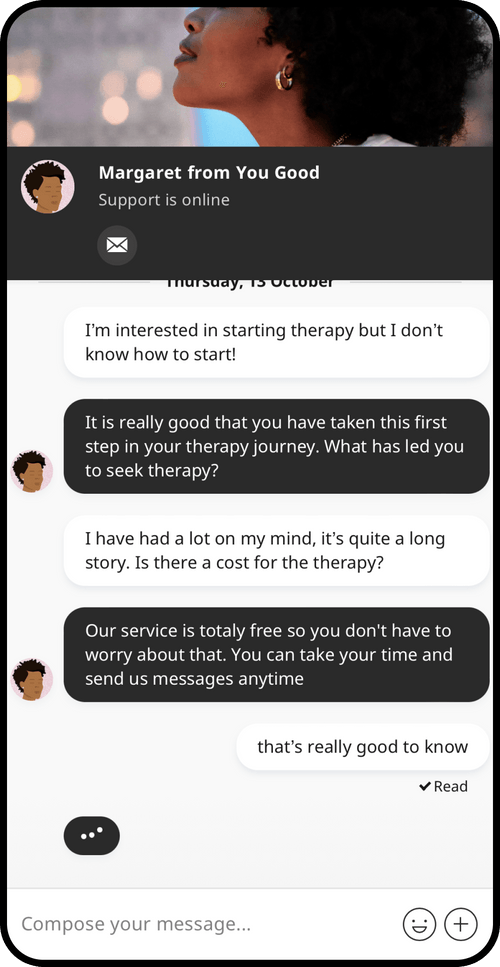 Margaret from You Good
Support is online
Thursday, 13 October
I’m interested in starting therapy but I don’t
know how to start!
It is really good that you have taken this first
step in your therapy journey. What has led you
to seek therapy?
I have had a lot on my mind, it’s quite a long
story. Is there a cost for the therapy?
Our service is totaly free so you don't have to
worry about that. You can take your time and
send us messages anytime
that’s really good to know
Read
Compose your message...